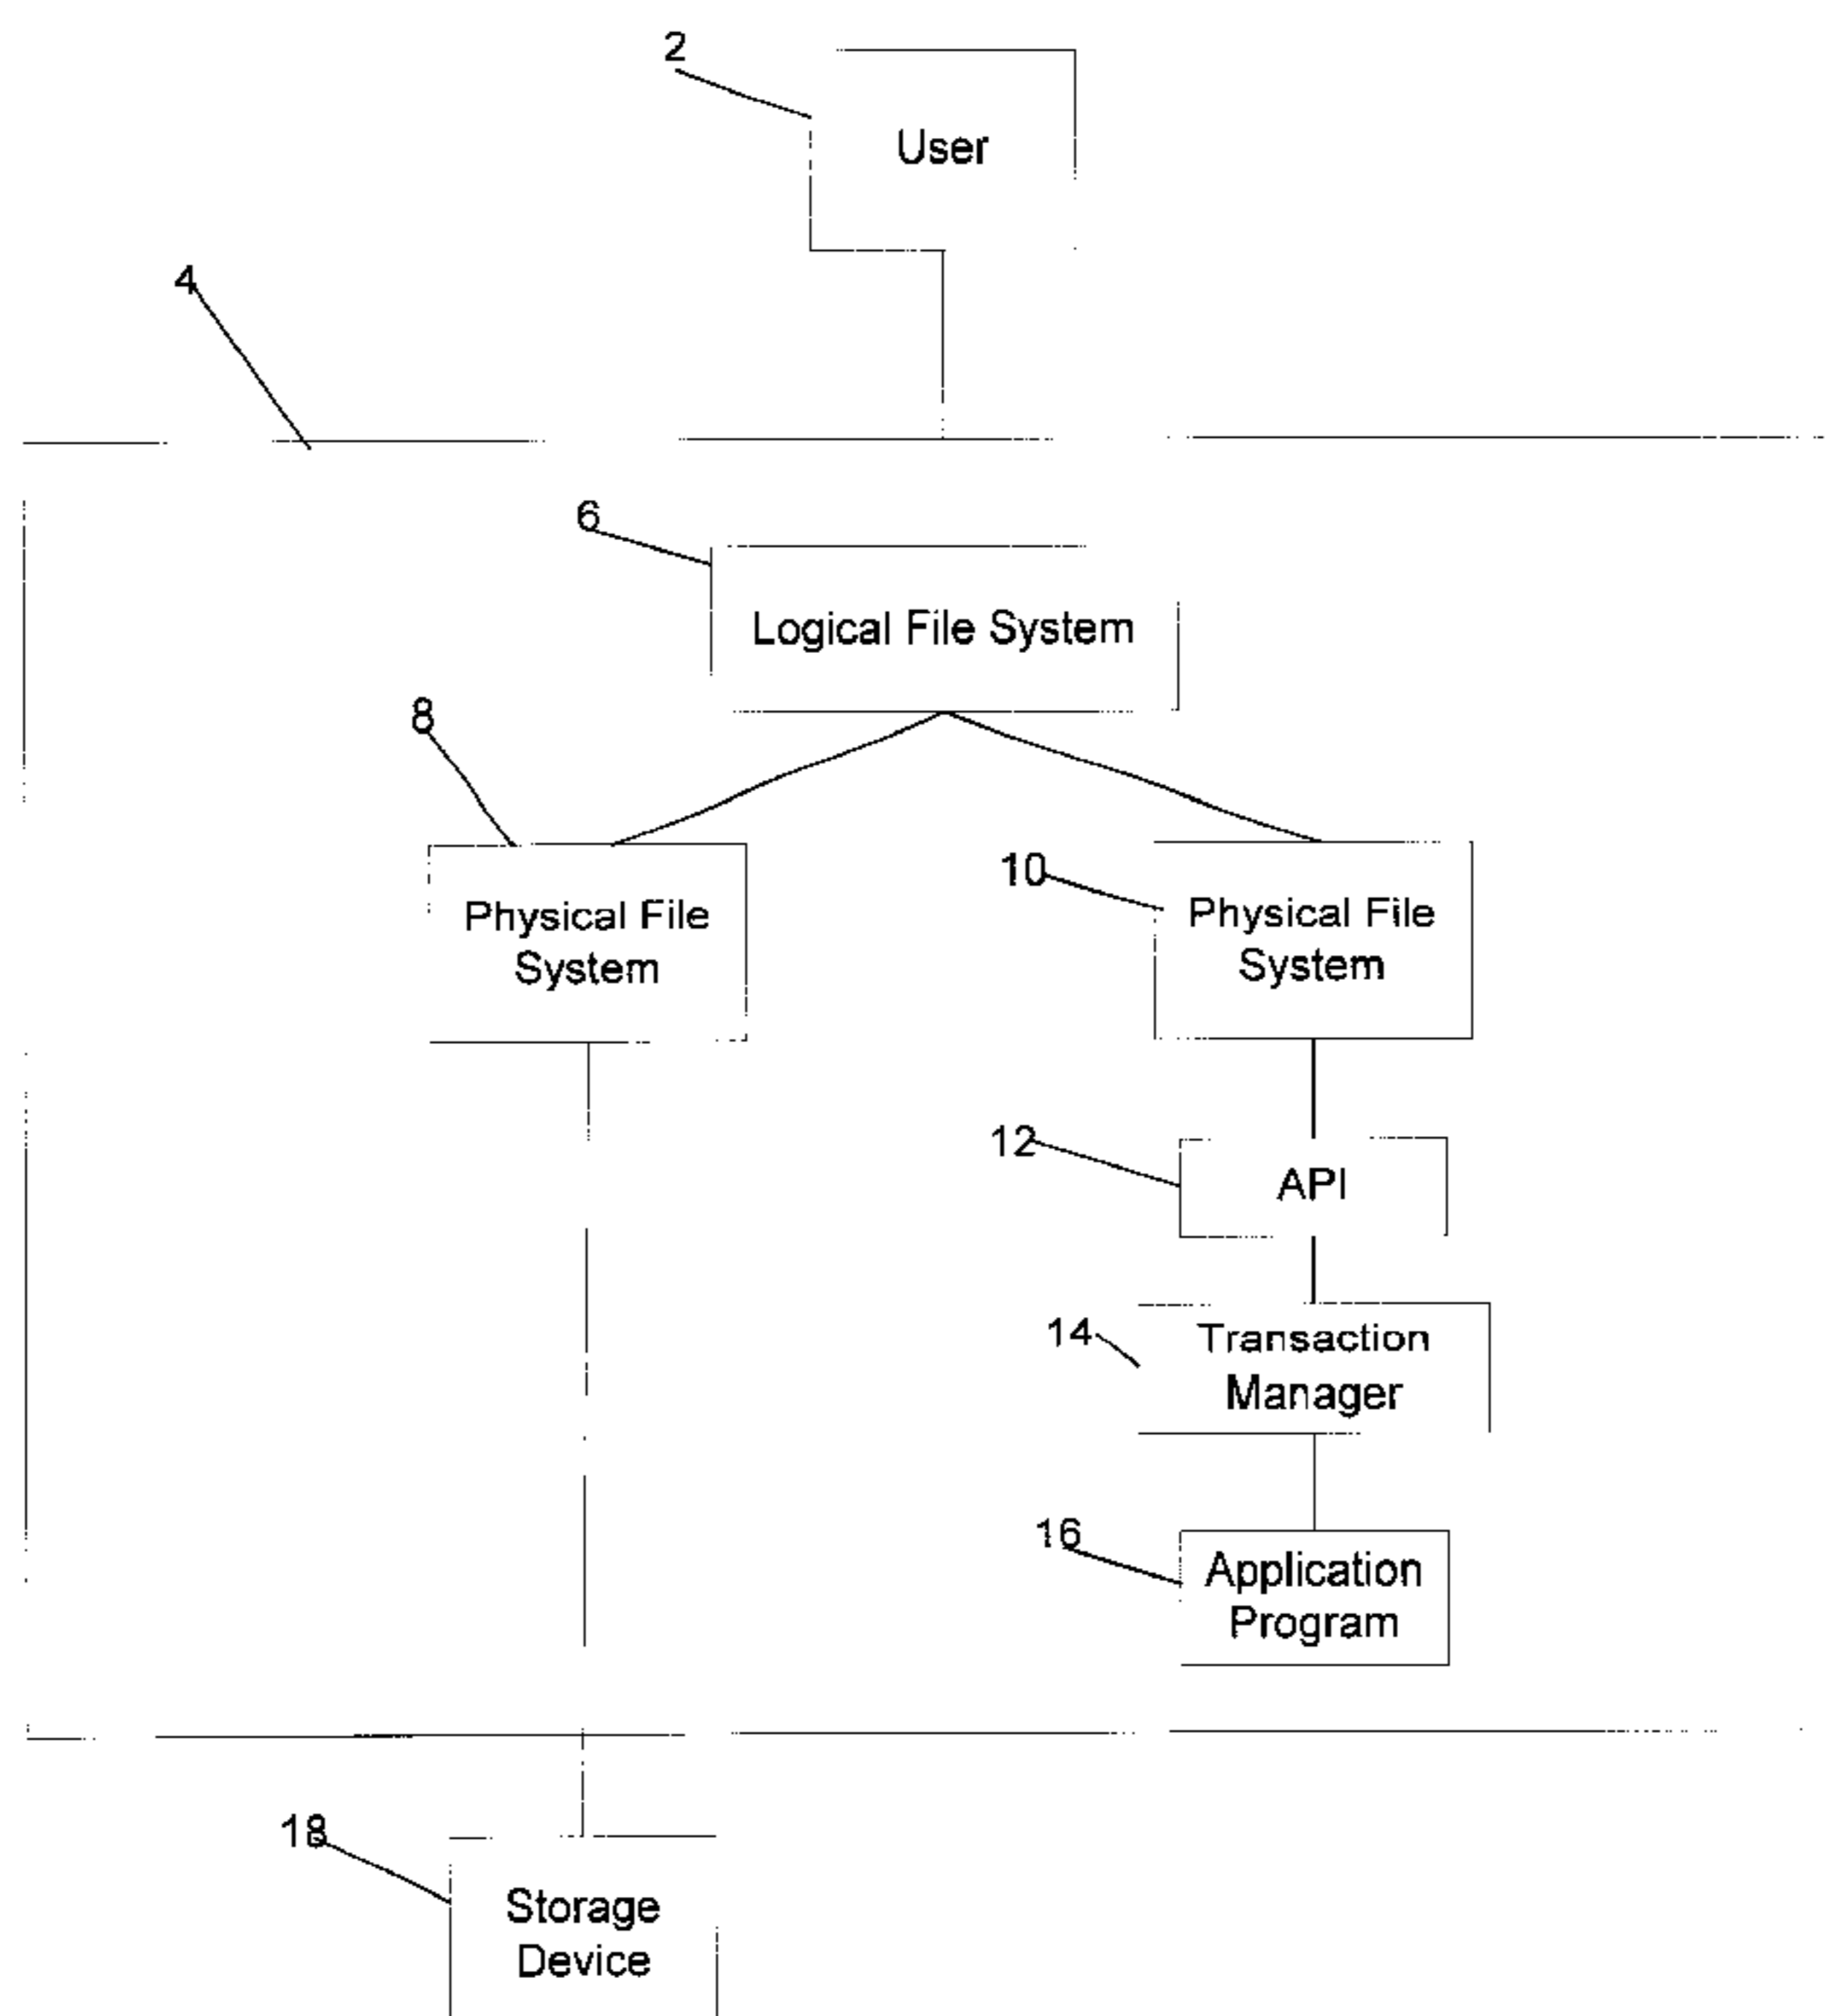 2
User
4
6
Logical File System
8
10
Physical File
System
Physical File
System
12
API
14
Transaction
Manager
16
Application
Program
18
Storage
Device